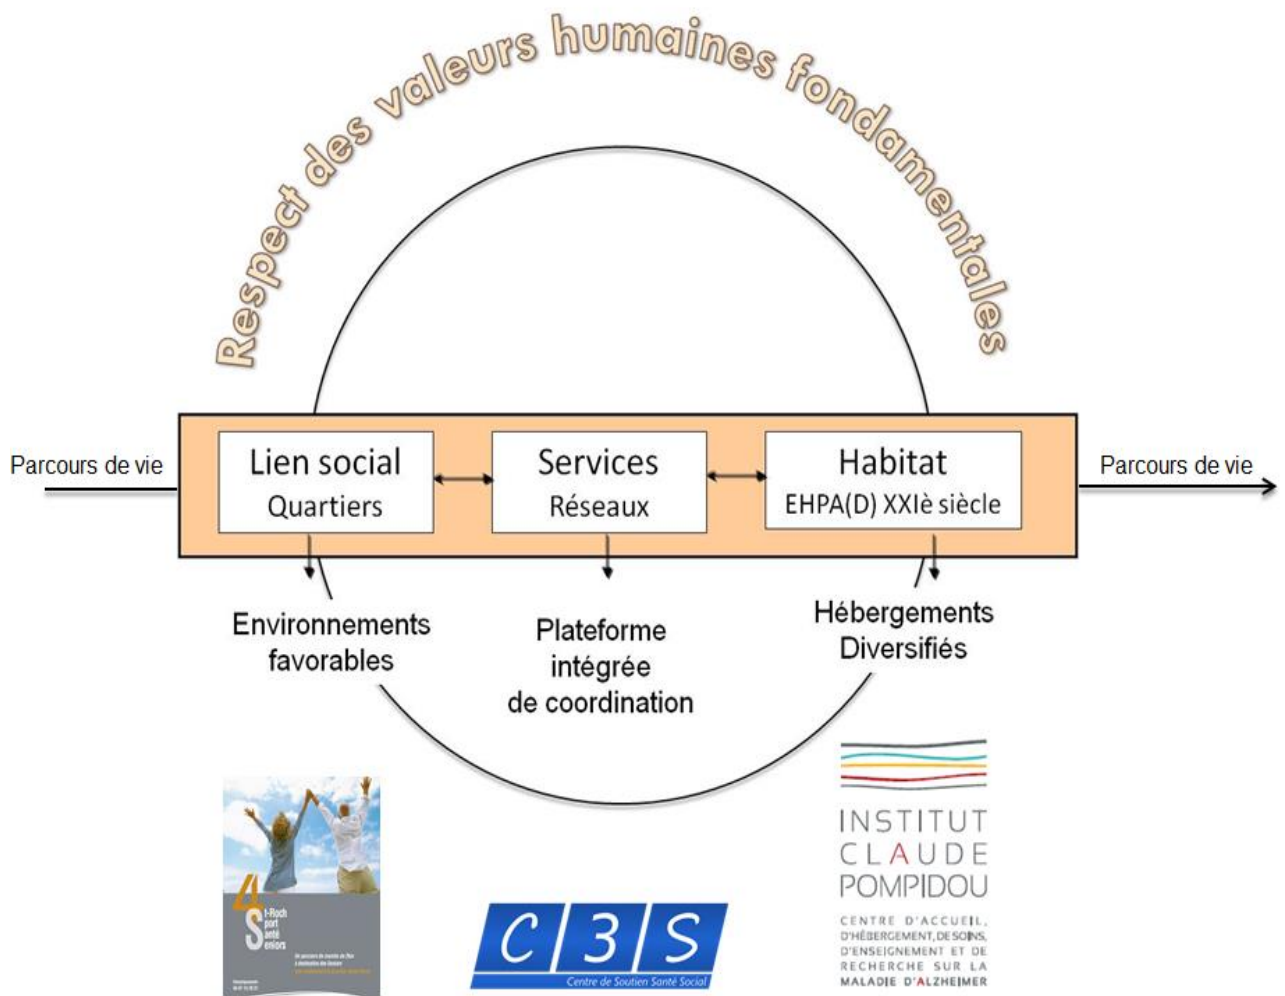 Respect des valeurs humaines fondamentales
Parcours de vie
Lien social
Quartiers
Services
Réseaux
Habitat
EHPA(D) XXIè siècle
Parcours de vie
Environnements
favorables
Plateforme
intégrée
de coordination
Hébergements
Diversifiés
4
S
t-Roch
port
anté
eniors
C3S
Centre de Soutien Santé Social
INSTITUT
CLAUDE
POMPIDOU
CENTRE D'ACCUEIL,
D'HÉBERGEMENT, DE SOINS,
D'ENSEIGNEMENT ET DE
RECHERCHE SUR LA
MALADIE D'ALZHEIMER